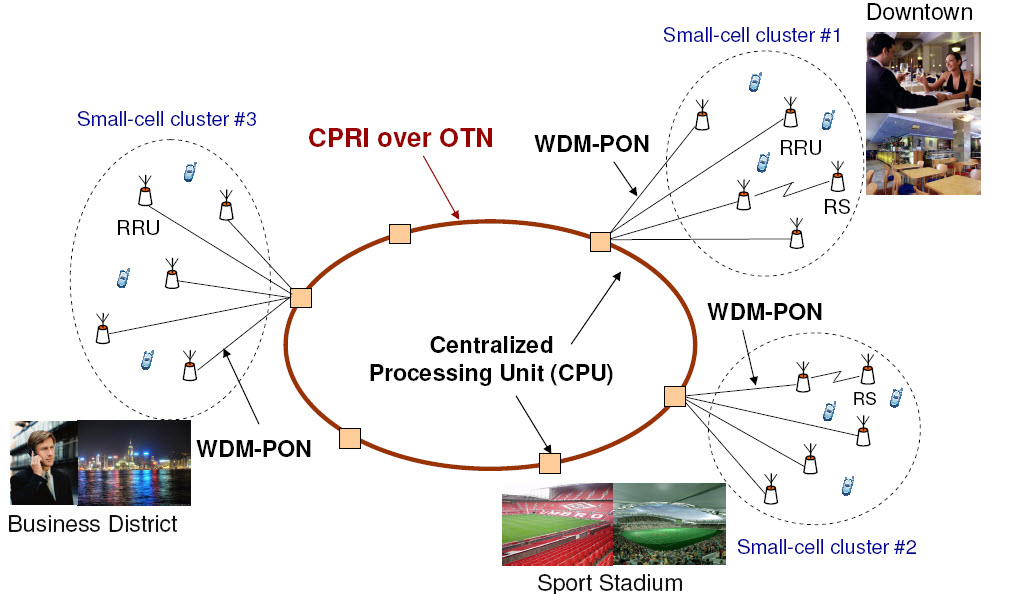 Downtown
Small-cell cluster #1
Small-cell cluster #3
CPRI over OTN
WDM-PON
RRU
RS
RRU
WDM-PON
Centralized
Processing Unit (CPU)
RS
WDM-PON
Business District
UMBRO
Small-cell cluster #2
Sport Stadium